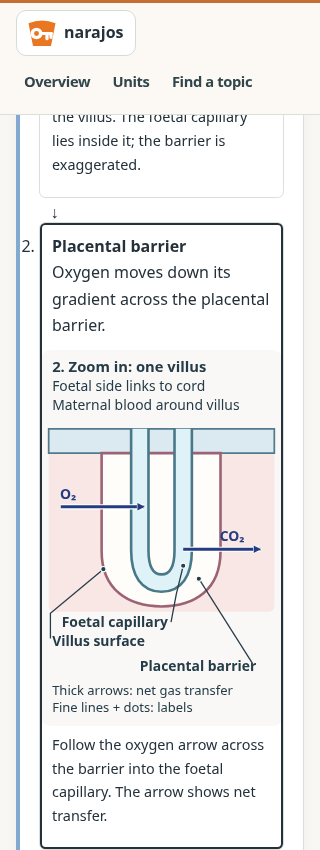 narajos
Overview Units Find a topic
the villus. The foetal capillary
lies inside it; the barrier is
exaggerated.
↓
2. Placental barrier
Oxygen moves down its
gradient across the placental
barrier.
2. Zoom in: one villus
Foetal side links to cord
Maternal blood around villus
O₂
CO₂
Foetal capillary
Villus surface
Placental barrier
Thick arrows: net gas transfer
Fine lines + dots: labels
Follow the oxygen arrow across
the barrier into the foetal
capillary. The arrow shows net
transfer.